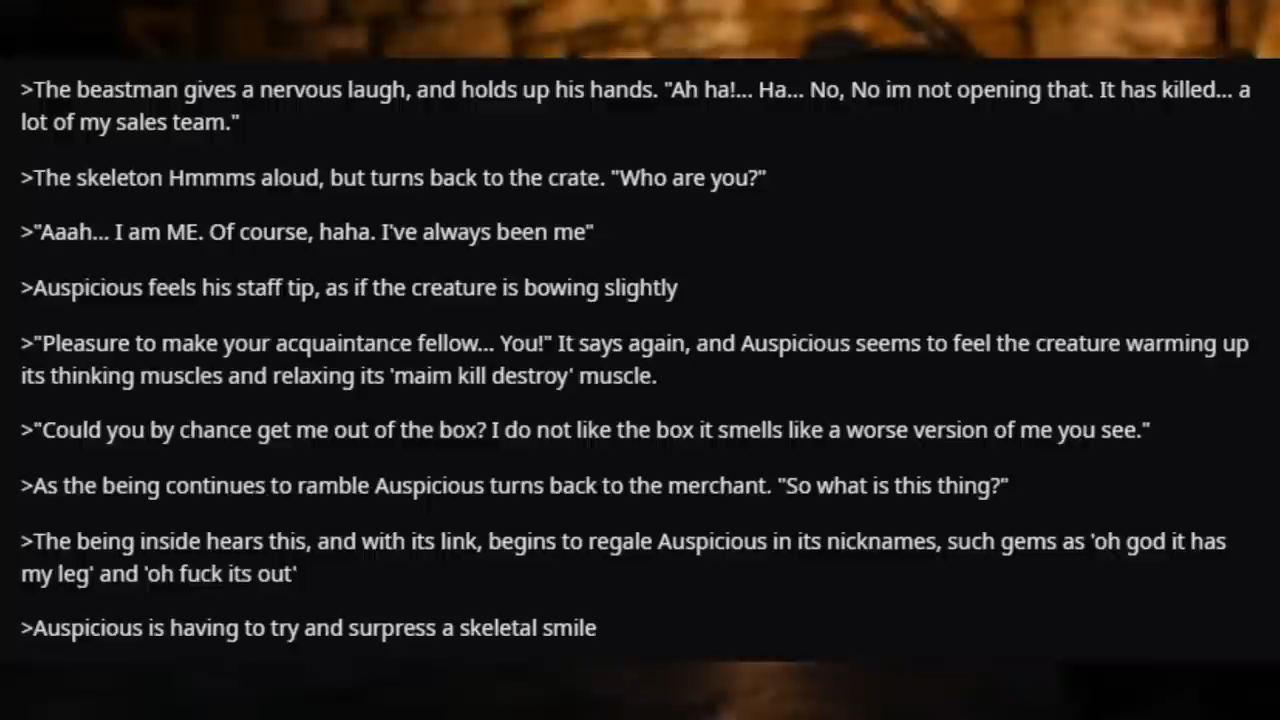 >The beastman gives a nervous laugh, and holds up his hands. "Ah ha!... Ha... No, No im not opening that. It has killed... a
lot of my sales team."
>The skeleton Hmmms aloud, but turns back to the crate. "Who are you?"
>"Aaah... I am ME. Of course, haha. I've always been me"
>Auspicious feels his staff tip, as if the creature is bowing slightly
>"Pleasure to make your acquaintance fellow... You!" It says again, and Auspicious seems to feel the creature warming up
its thinking muscles and relaxing its 'maim kill destroy' muscle.
>"Could you by chance get me out of the box? I do not like the box it smells like a worse version of me you see."
>As the being continues to ramble Auspicious turns back to the merchant. "So what is this thing?"
>The being inside hears this, and with its link, begins to regale Auspicious in its nicknames, such gems as 'oh god it has
my leg' and 'oh fuck its out'
>Auspicious is having to try and surpress a skeletal smile